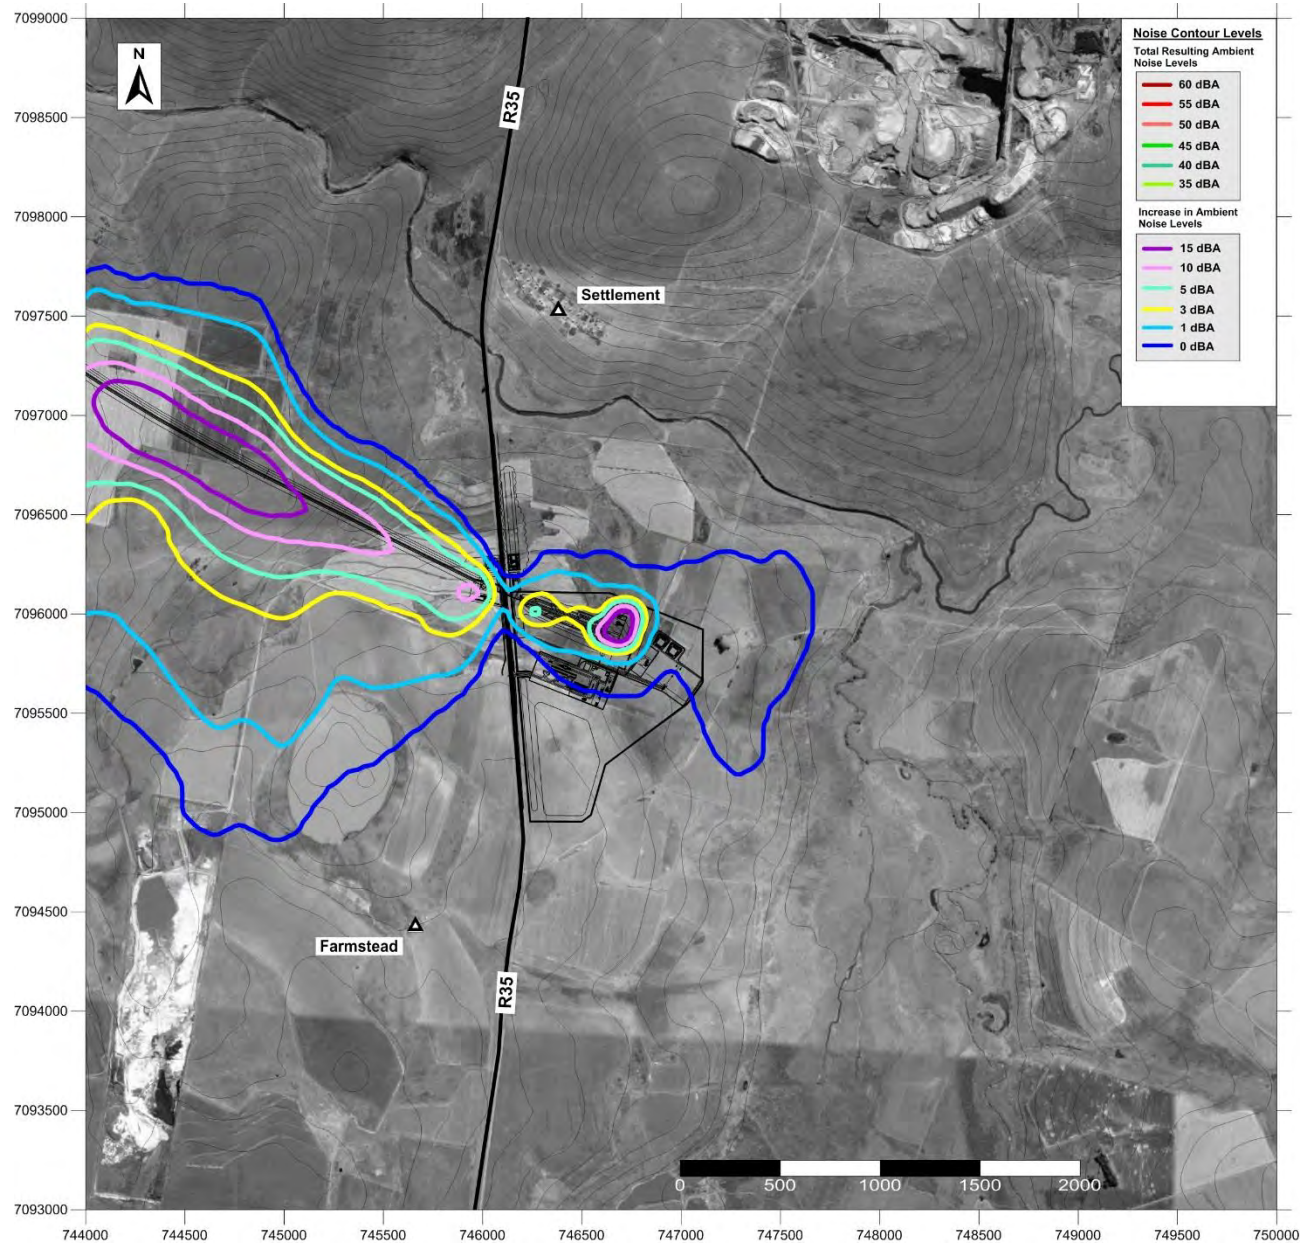 7099000
7098500
7098000
7097500
7097000
7096500
7096000
7095500
7095000
7094500
7094000
7093500
7093000
N
R35
Settlement
Farmstead
R35
Noise Contour Levels
Total Resulting Ambient
Noise Levels
60 dBA
55 dBA
50 dBA
45 dBA
40 dBA
35 dBA
Increase in Ambient
Noise Levels
15 dBA
10 dBA
5 dBA
3 dBA
1 dBA
0 dBA
0 500 1000 1500 2000
744000 744500 745000 745500 746000 746500 747000 747500 748000 748500 749000 749500 750000